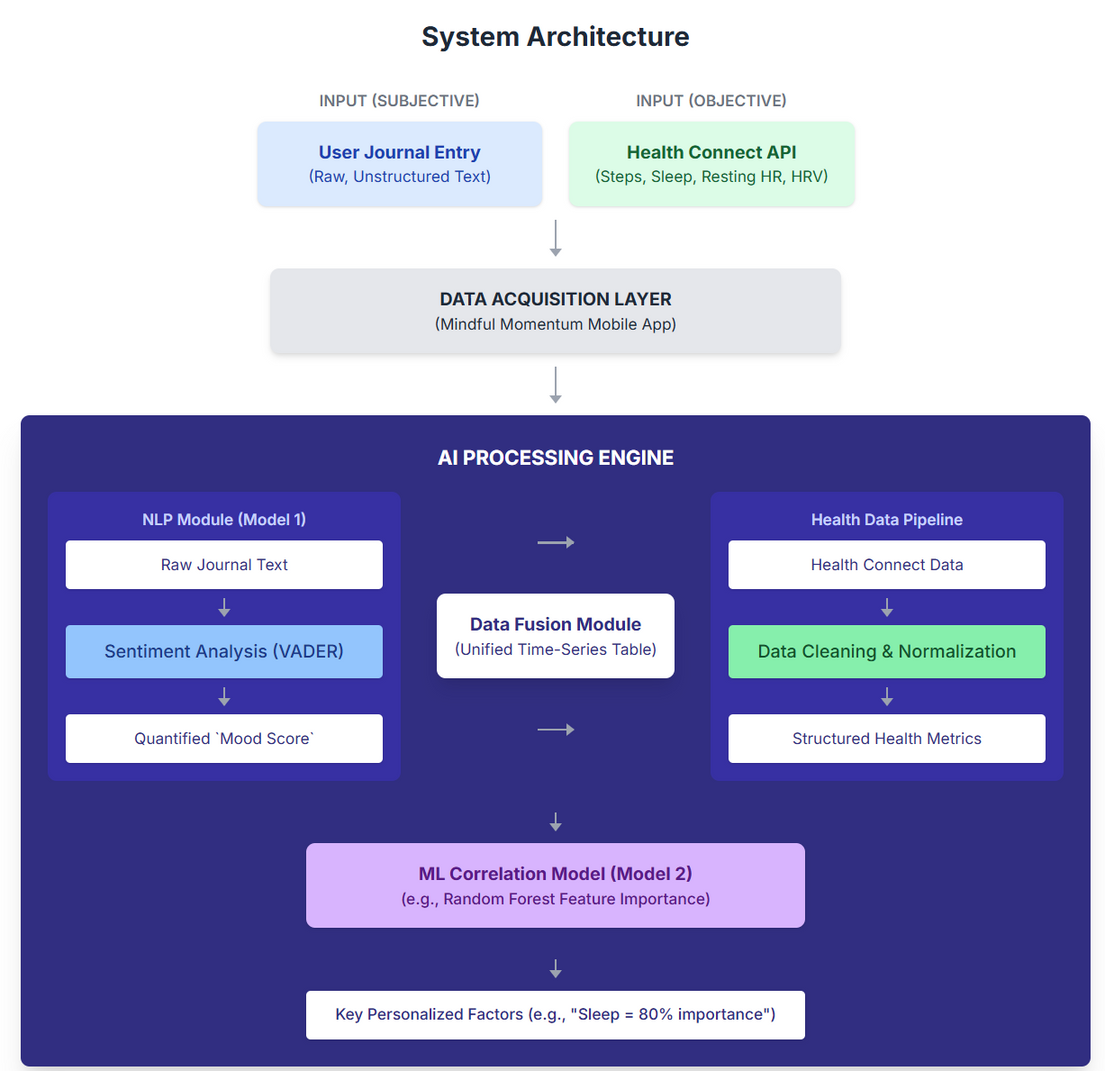 System Architecture
INPUT (SUBJECTIVE)
User Journal Entry
(Raw, Unstructured Text)
INPUT (OBJECTIVE)
Health Connect API
(Steps, Sleep, Resting HR, HRV)
DATA ACQUISITION LAYER
(Mindful Momentum Mobile App)
AI PROCESSING ENGINE
NLP Module (Model 1)
Raw Journal Text
Sentiment Analysis (VADER)
Quantified `Mood Score`
Data Fusion Module
(Unified Time-Series Table)
Health Data Pipeline
Health Connect Data
Data Cleaning & Normalization
Structured Health Metrics
ML Correlation Model (Model 2)
(e.g., Random Forest Feature Importance)
Key Personalized Factors (e.g., "Sleep = 80% importance")